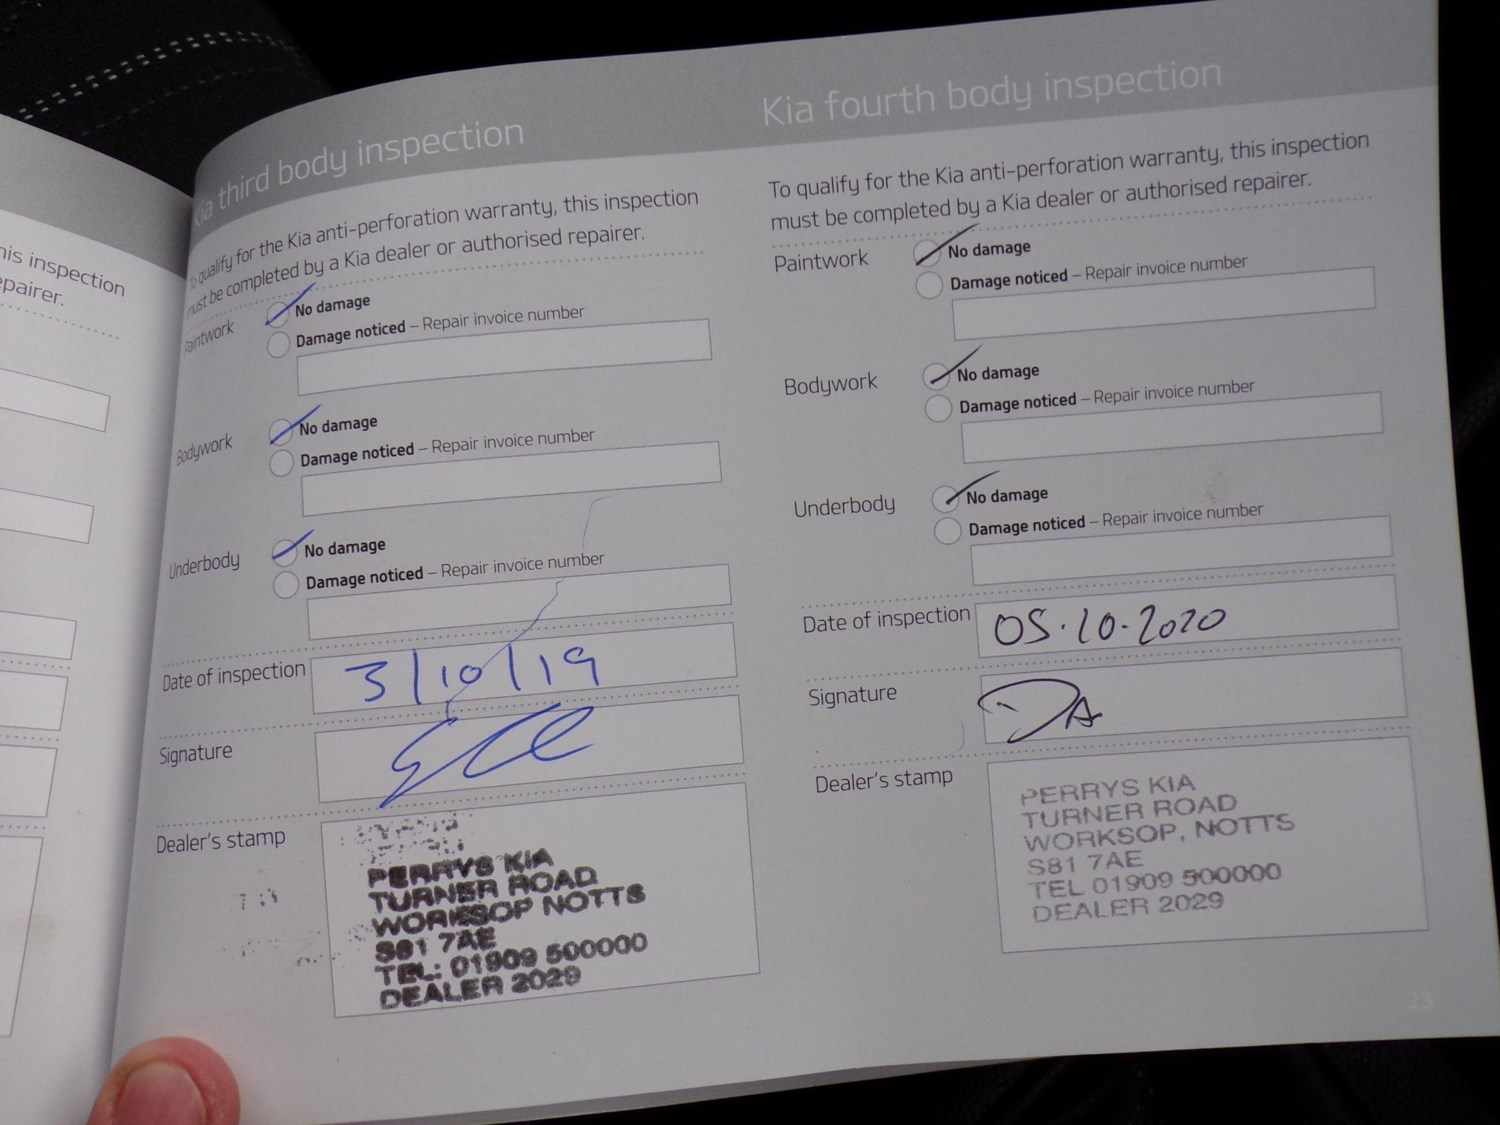 his inspection
epairer.
Kia third body inspection
To qualify for the Kia anti-perforation warranty, this inspection
must be completed by a Kia dealer or authorised repairer.
Paintwork
No damage
Damage noticed – Repair invoice number
Bodywork
No damage
Damage noticed – Repair invoice number
Underbody
No damage
Damage noticed – Repair invoice number
Date of inspection 3/10/19
Signature
Dealer's stamp
PERRYS KIA
TURNER ROAD
WORKSOP NOTTS
S81 7AE
TEL: 01909 500000
DEALER 2029
Kia fourth body inspection
To qualify for the Kia anti-perforation warranty, this inspection
must be completed by a Kia dealer or authorised repairer.
Paintwork
No damage
Damage noticed – Repair invoice number
Bodywork
No damage
Damage noticed – Repair invoice number
Underbody
No damage
Damage noticed – Repair invoice number
Date of inspection 05.10.2020
Signature
Dealer's stamp
PERRYS KIA
TURNER ROAD
WORKSOP, NOTTS
S81 7AE
TEL 01909 500000
DEALER 2029
23